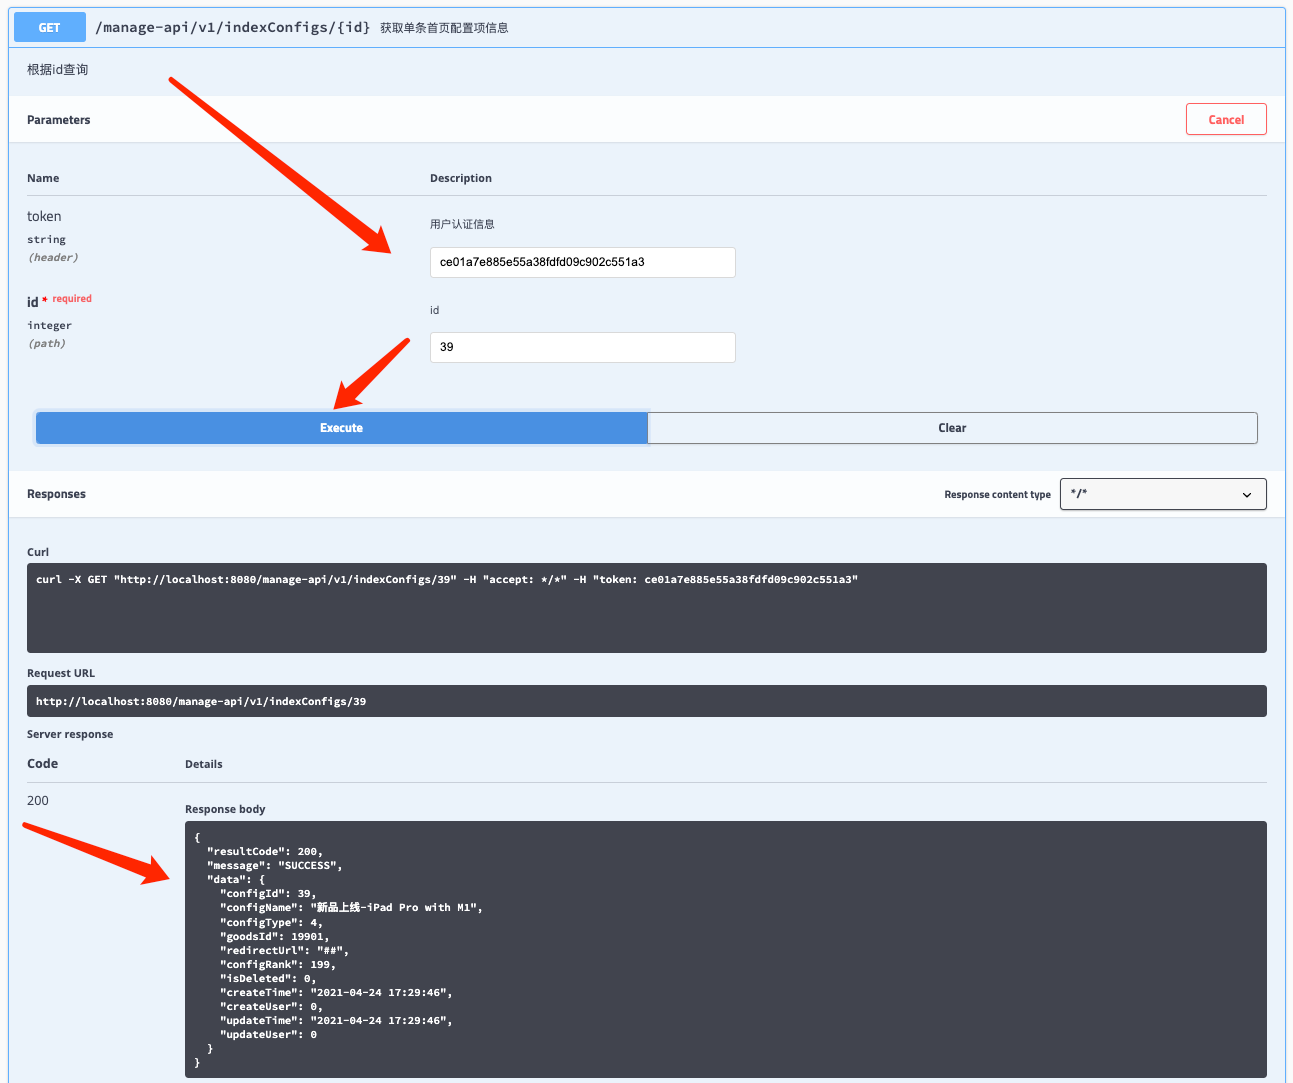 GET /manage-api/v1/indexConfigs/{id} 获取单条首页配置项信息
根据id查询
Parameters Cancel
Name Description
token 用户认证信息
string
(header) ce01a7e885e55a38fdfd09c902c551a3
id * required id
integer
(path) 39
Execute Clear
Responses Response content type */*
Curl
curl -X GET "http://localhost:8080/manage-api/v1/indexConfigs/39" -H "accept: */*" -H "token: ce01a7e885e55a38fdfd09c902c551a3"
Request URL
http://localhost:8080/manage-api/v1/indexConfigs/39
Server response
Code Details
200
Response body
{
  "resultCode": 200,
  "message": "SUCCESS",
  "data": {
    "configId": 39,
    "configName": "新品上线-iPad Pro with M1",
    "configType": 4,
    "goodsId": 19901,
    "redirectUrl": "##",
    "configRank": 199,
    "isDeleted": 0,
    "createTime": "2021-04-24 17:29:46",
    "createUser": 0,
    "updateTime": "2021-04-24 17:29:46",
    "updateUser": 0
  }
}